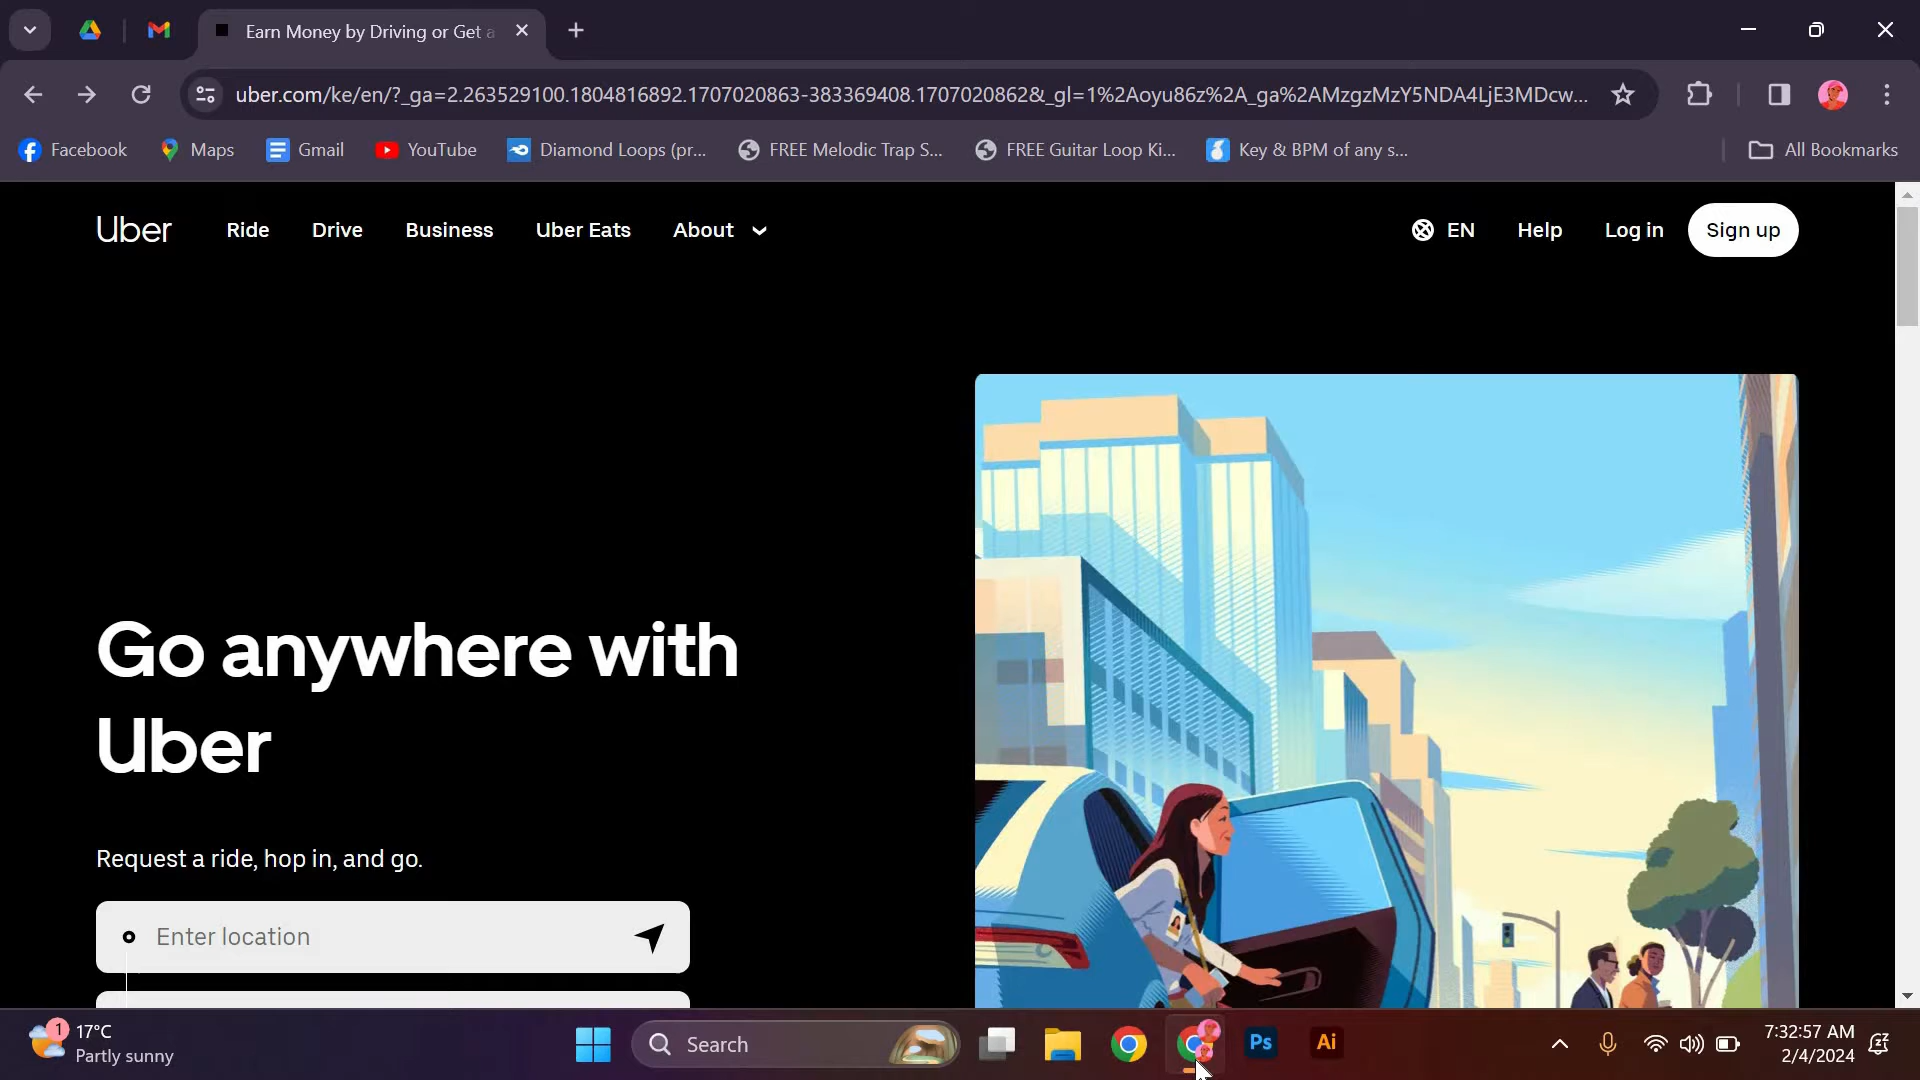 Earn Money by Driving or Get a
uber.com/ke/en/?_ga=2.263529100.1804816892.1707020863-383369408.1707020862&_gl=1%2Aoyu86z%2A_ga%2AMzgzMzY5NDA4LjE3MDcw...
Facebook Maps Gmail YouTube Diamond Loops (pr... FREE Melodic Trap S... FREE Guitar Loop Ki... Key & BPM of any s... All Bookmarks
Uber Ride Drive Business Uber Eats About EN Help Log in Sign up
Go anywhere with
Uber
Request a ride, hop in, and go.
Enter location
1 17°C
Partly sunny
Search
Ps Ai
7:32:57 AM
2/4/2024